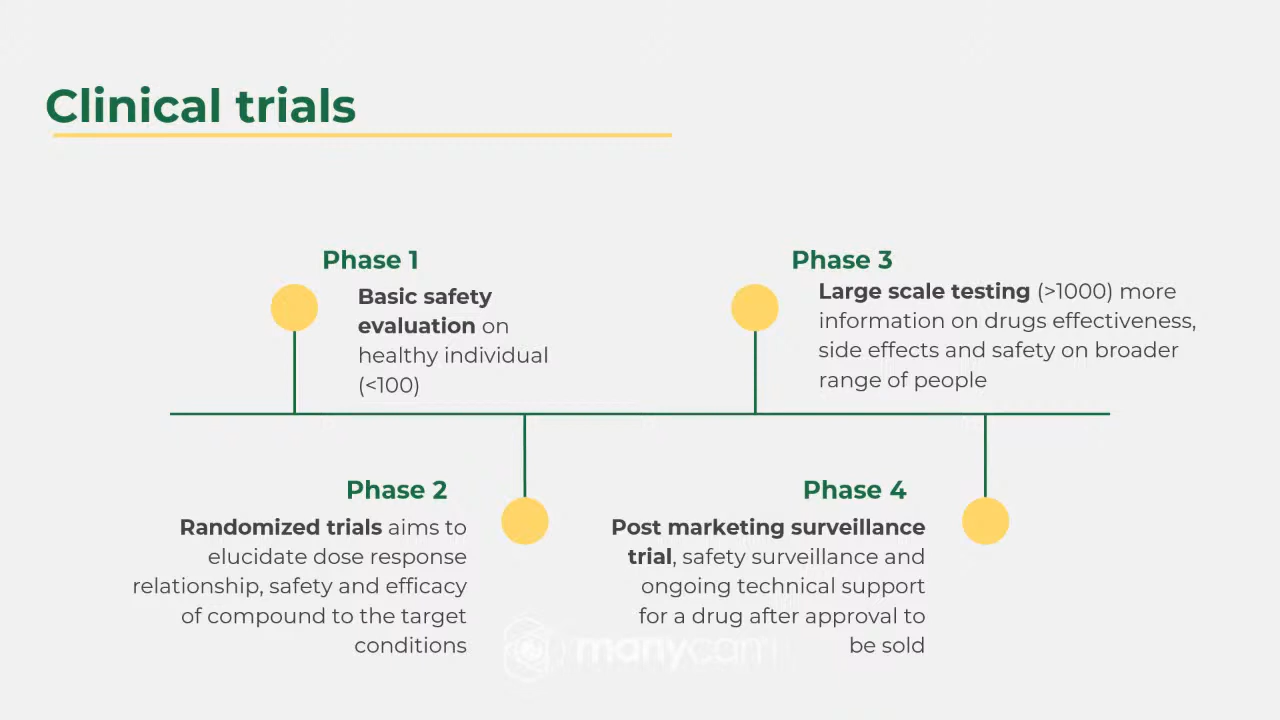 Clinical trials
Phase 1
Basic safety
evaluation on
healthy individual
(<100)
Phase 2
Randomized trials aims to
elucidate dose response
relationship, safety and efficacy
of compound to the target
conditions
Phase 3
Large scale testing (>1000) more
information on drugs effectiveness,
side effects and safety on broader
range of people
Phase 4
Post marketing surveillance
trial, safety surveillance and
ongoing technical support
for a drug after approval to
be sold
manycam